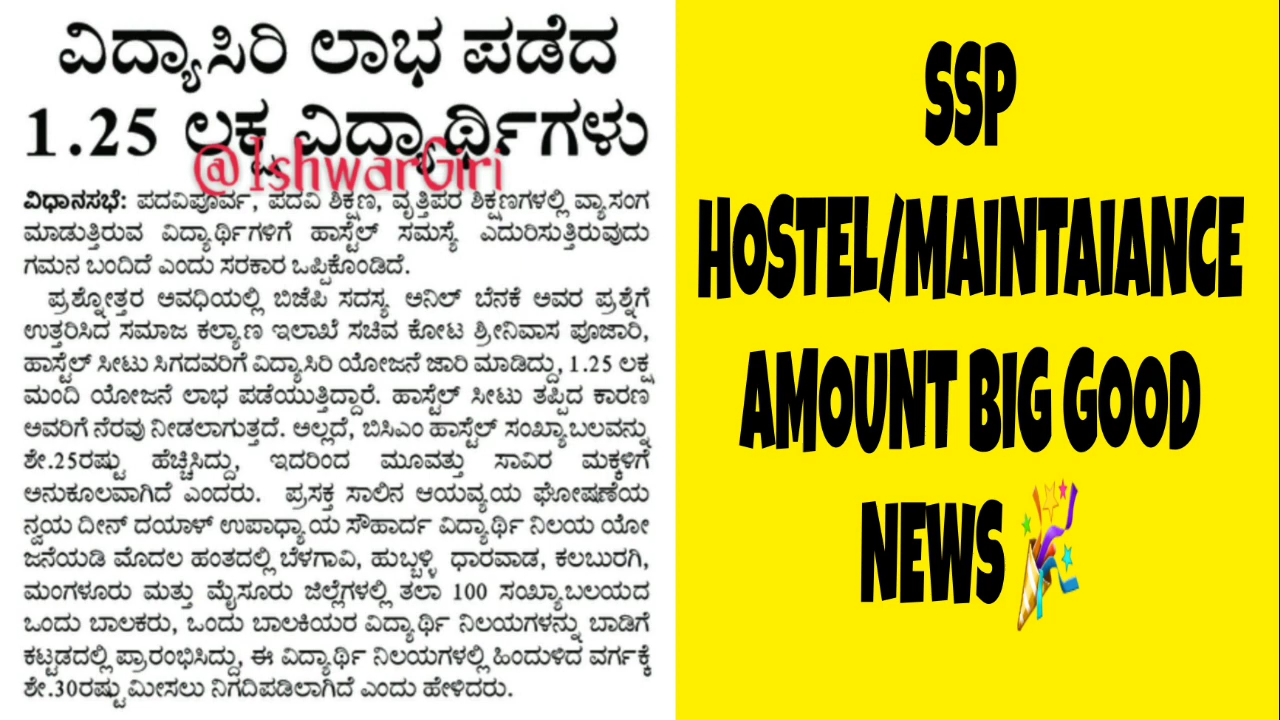 ವಿದ್ಯಾಸಿರಿ ಲಾಭ ಪಡೆದ
1.25 ಲಕ್ಷ ವಿದ್ಯಾರ್ಥಿಗಳು
@IshwarGiri
ವಿಧಾನಸಭೆ: ಪದವಿಪೂರ್ವ, ಪದವಿ ಶಿಕ್ಷಣ, ವೃತ್ತಿಪರ ಶಿಕ್ಷಣಗಳಲ್ಲಿ ವ್ಯಾಸಂಗ
ಮಾಡುತ್ತಿರುವ ವಿದ್ಯಾರ್ಥಿಗಳಿಗೆ ಹಾಸ್ಟೆಲ್ ಸಮಸ್ಯೆ ಎದುರಿಸುತ್ತಿರುವುದು
ಗಮನ ಬಂದಿದೆ ಎಂದು ಸರಕಾರ ಒಪ್ಪಿಕೊಂಡಿದೆ.
ಪ್ರಶ್ನೋತ್ತರ ಅವಧಿಯಲ್ಲಿ ಬಿಜೆಪಿ ಸದಸ್ಯ ಅನಿಲ್ ಬೆನಕೆ ಅವರ ಪ್ರಶ್ನೆಗೆ
ಉತ್ತರಿಸಿದ ಸಮಾಜ ಕಲ್ಯಾಣ ಇಲಾಖೆ ಸಚಿವ ಕೋಟ ಶ್ರೀನಿವಾಸ ಪೂಜಾರಿ,
ಹಾಸ್ಟೆಲ್ ಸೀಟು ಸಿಗದವರಿಗೆ ವಿದ್ಯಾಸಿರಿ ಯೋಜನೆ ಜಾರಿ ಮಾಡಿದ್ದು, 1.25 ಲಕ್ಷ
ಮಂದಿ ಯೋಜನೆ ಲಾಭ ಪಡೆಯುತ್ತಿದ್ದಾರೆ. ಹಾಸ್ಟೆಲ್ ಸೀಟು ತಪ್ಪಿದ ಕಾರಣ
ಅವರಿಗೆ ನೆರವು ನೀಡಲಾಗುತ್ತದೆ. ಅಲ್ಲದೆ, ಬಿಸಿಎಂ ಹಾಸ್ಟೆಲ್ ಸಂಖ್ಯಾಬಲವನ್ನು
ಶೇ.25ರಷ್ಟು ಹೆಚ್ಚಿಸಿದ್ದು, ಇದರಿಂದ ಮೂವತ್ತು ಸಾವಿರ ಮಕ್ಕಳಿಗೆ
ಅನುಕೂಲವಾಗಿದೆ ಎಂದರು. ಪ್ರಸಕ್ತ ಸಾಲಿನ ಆಯವ್ಯಯ ಘೋಷಣೆಯ
ನ್ವಯ ದೀನ್ ದಯಾಳ್ ಉಪಾಧ್ಯಾಯ ಸೌಹಾರ್ದ ವಿದ್ಯಾರ್ಥಿ ನಿಲಯ ಯೋ
ಜನೆಯಡಿ ಮೊದಲ ಹಂತದಲ್ಲಿ ಬೆಳಗಾವಿ, ಹುಬ್ಬಳ್ಳಿ ಧಾರವಾಡ, ಕಲಬುರಗಿ,
ಮಂಗಳೂರು ಮತ್ತು ಮೈಸೂರು ಜಿಲ್ಲೆಗಳಲ್ಲಿ ತಲಾ 100 ಸಂಖ್ಯಾಬಲಯದ
ಒಂದು ಬಾಲಕರು, ಒಂದು ಬಾಲಕಿಯರ ವಿದ್ಯಾರ್ಥಿ ನಿಲಯಗಳನ್ನು ಬಾಡಿಗೆ
ಕಟ್ಟಡದಲ್ಲಿ ಪ್ರಾರಂಭಿಸಿದ್ದು, ಈ ವಿದ್ಯಾರ್ಥಿ ನಿಲಯಗಳಲ್ಲಿ ಹಿಂದುಳಿದ ವರ್ಗಕ್ಕೆ
ಶೇ.30ರಷ್ಟು ಮೀಸಲು ನಿಗದಿಪಡಿಲಾಗಿದೆ ಎಂದು ಹೇಳಿದರು.
SSP
HOSTEL/MAINTAIANCE
AMOUNT BIG GOOD
NEWS 🎉